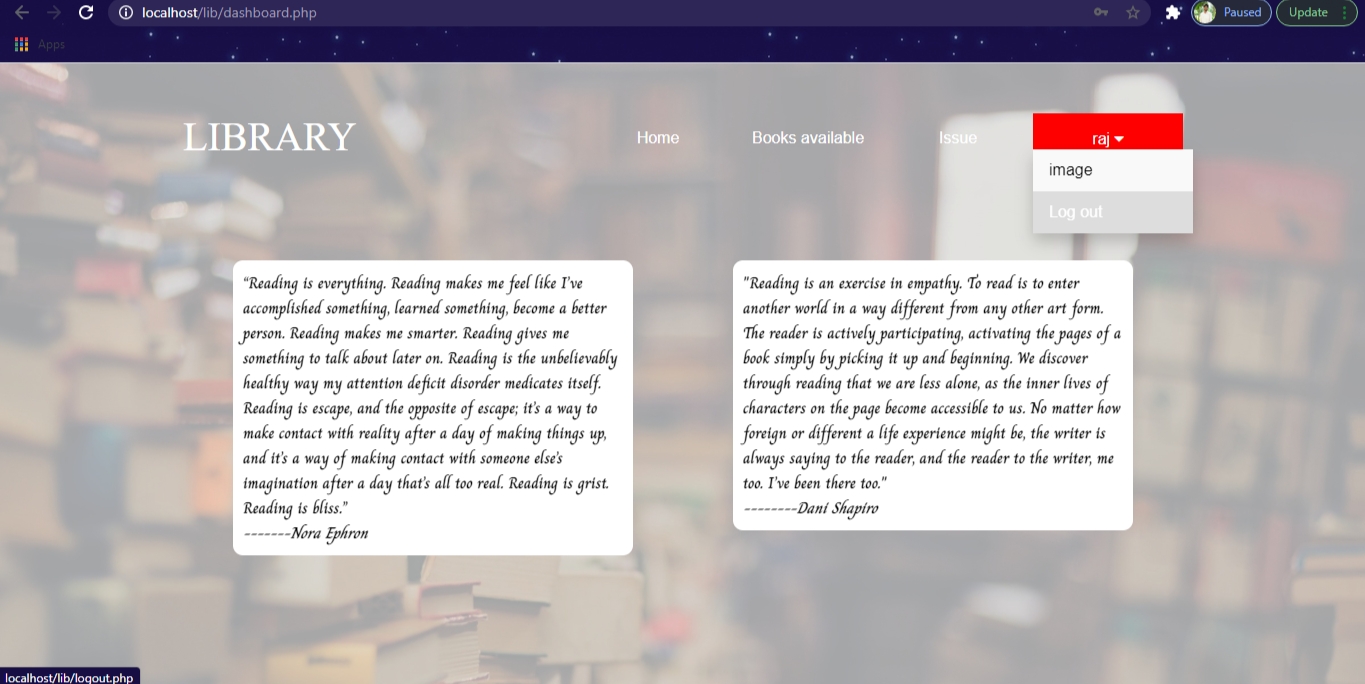 localhost/lib/dashboard.php
Paused
Update
Apps
LIBRARY
Home
Books available
Issue
raj
image
Log out
“Reading is everything. Reading makes me feel like I’ve
accomplished something, learned something, become a better
person. Reading makes me smarter. Reading gives me
something to talk about later on. Reading is the unbelievably
healthy way my attention deficit disorder medicates itself.
Reading is escape, and the opposite of escape; it’s a way to
make contact with reality after a day of making things up,
and it’s a way of making contact with someone else’s
imagination after a day that’s all too real. Reading is grist.
Reading is bliss.”
-------Nora Ephron
"Reading is an exercise in empathy. To read is to enter
another world in a way different from any other art form.
The reader is actively participating, activating the pages of a
book simply by picking it up and beginning. We discover
through reading that we are less alone, as the inner lives of
characters on the page become accessible to us. No matter how
foreign or different a life experience might be, the writer is
always saying to the reader, and the reader to the writer, me
too. I’ve been there too."
--------Dani Shapiro
localhost/lib/logout.php